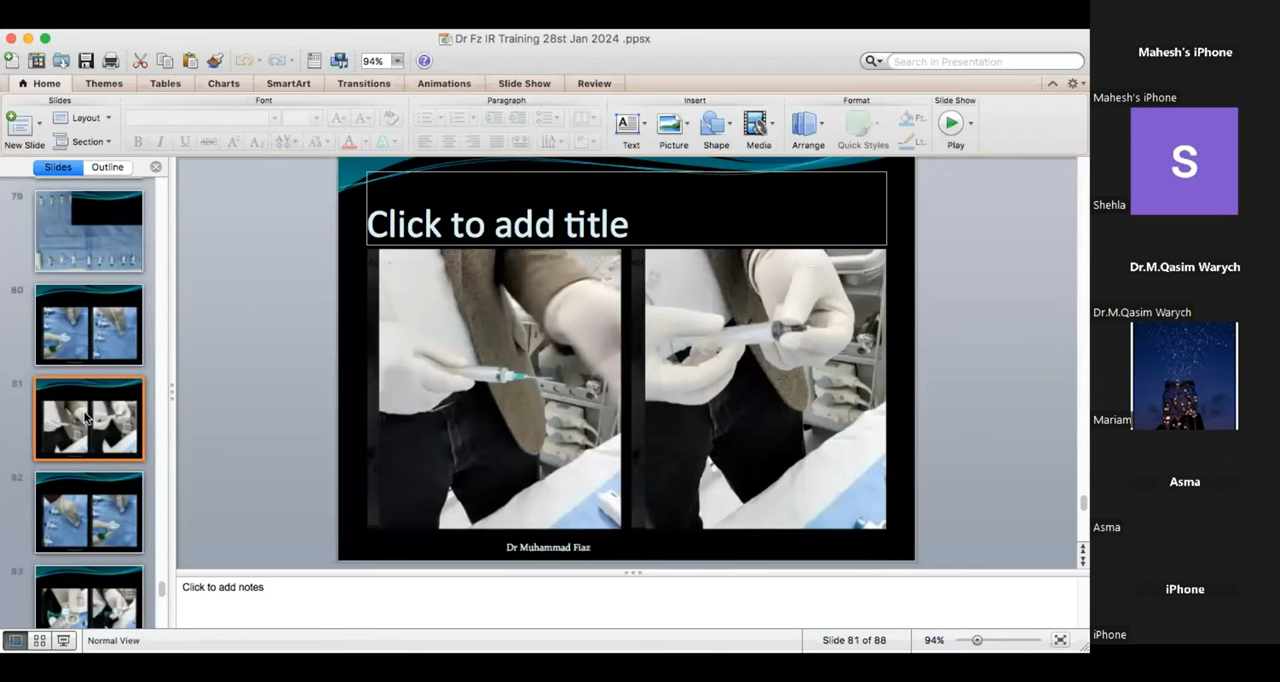 Dr Fz IR Training 28st Jan 2024 .ppsx
94%
Search in Presentation
Home
Themes
Tables
Charts
SmartArt
Transitions
Animations
Slide Show
Review
Slides
Font
Paragraph
Insert
Format
Slide Show
New Slide
Layout
Section
B I U ABC A² A₂
Text
Picture
Shape
Media
Arrange
Quick Styles
Play
Slides
Outline
79
80
81
82
83
Click to add title
Dr Muhammad Fiaz
Click to add notes
Normal View
Slide 81 of 88
94%
Mahesh's iPhone
Mahesh's iPhone
S
Shehla
Dr.M.Qasim Warych
Dr.M.Qasim Warych
Mariam
Asma
Asma
iPhone
iPhone